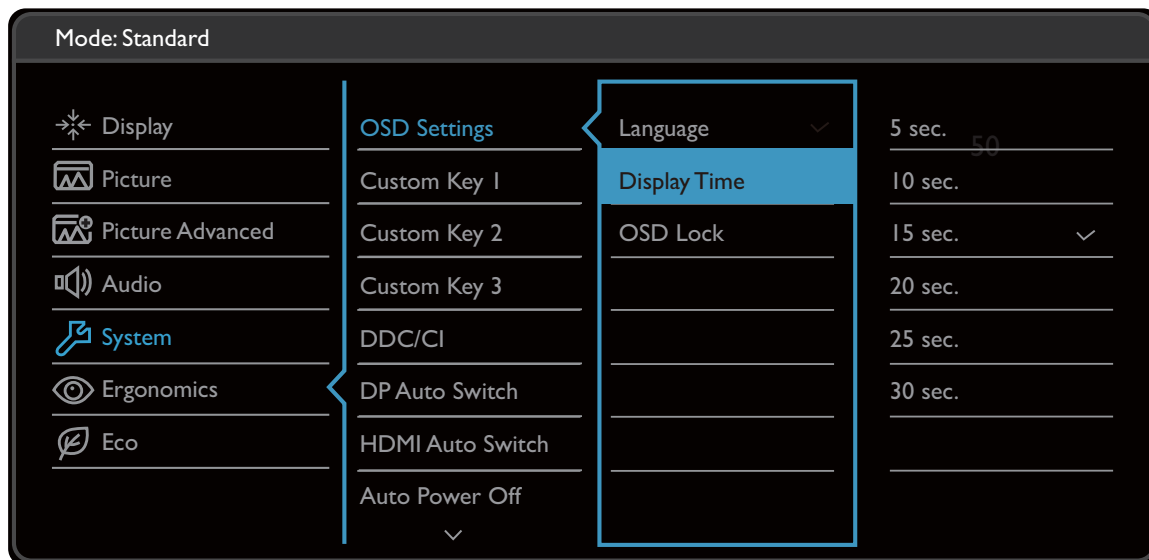 Mode: Standard
Display
Picture
Picture Advanced
Audio
System
Ergonomics
Eco
OSD Settings
Custom Key 1
Custom Key 2
Custom Key 3
DDC/CI
DP Auto Switch
HDMI Auto Switch
Auto Power Off
Language
Display Time
OSD Lock
5 sec.
50
10 sec.
15 sec.
20 sec.
25 sec.
30 sec.